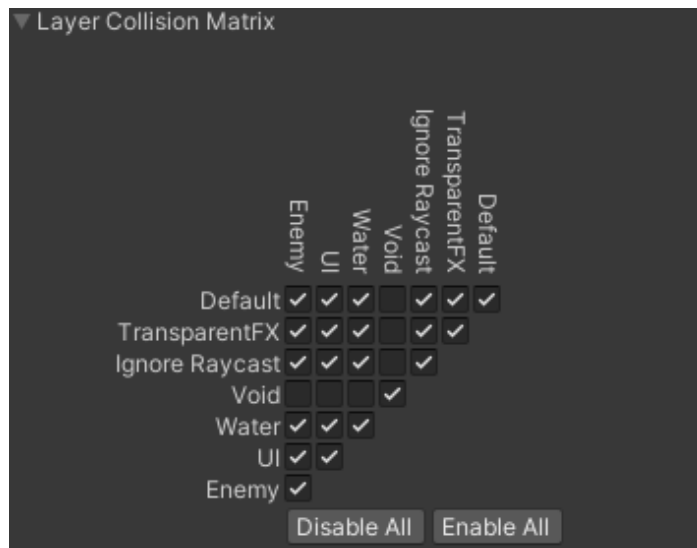 Layer Collision Matrix
Enemy
UI
Water
Void
Ignore Raycast
TransparentFX
Default
Default
TransparentFX
Ignore Raycast
Void
Water
UI
Enemy
Disable All
Enable All